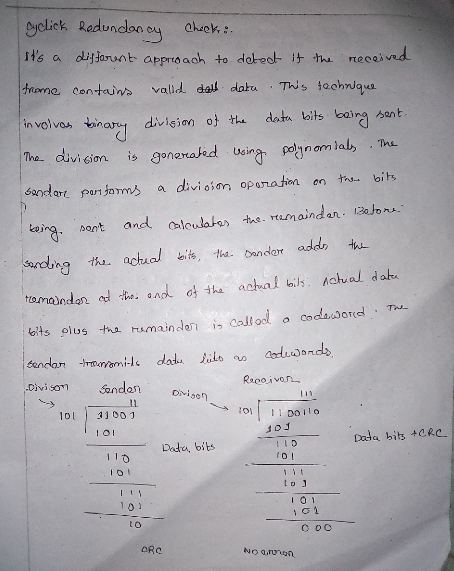 Cyclick Redundancy Check:.
It's a different approach to detect if the received
frame contains valid data. This technique
involves binary division of the data bits being sent.
The division is generated using polynomials. The
sender performs a division operation on the bits
being. sent and calculates the remainder. Before
sending the actual bits, the sender adds the
remainder at the end of the actual bits. Actual data
bits plus the remainder is called a codeword. The
sender transmits data bits as codewords.
Divison Sender Divison Receiver
11 111
101 11001 101 1100110
101 101
Data bits Data bits + CRC
110 110
101 101
111 111
101 101
10 101
101
000
CRC No error